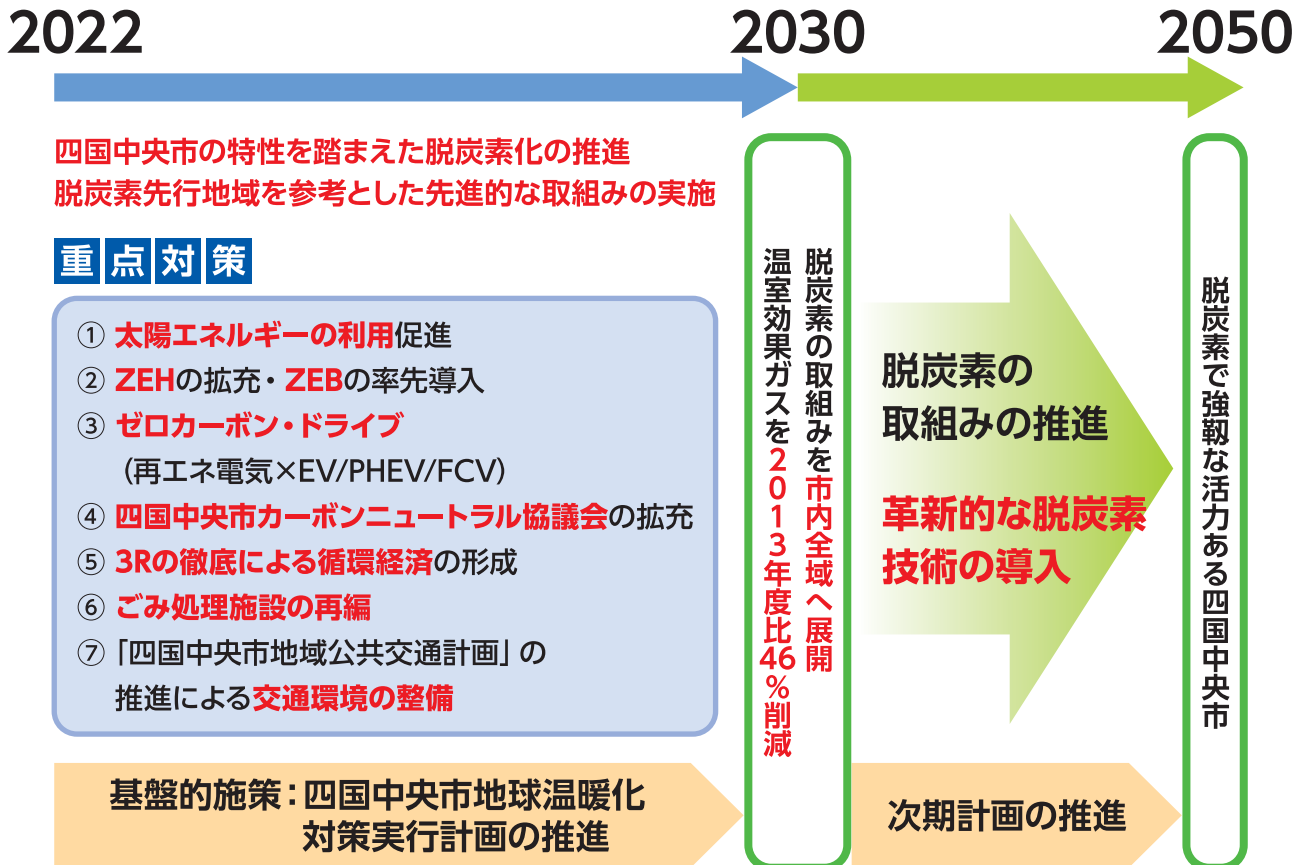 2022
2030
2050
四国中央市の特性を踏まえた脱炭素化の推進
脱炭素先行地域を参考とした先進的な取組みの実施
重点対策
① 太陽エネルギーの利用促進
② ZEHの拡充・ZEBの率先導入
③ ゼロカーボン・ドライブ
（再エネ電気×EV/PHEV/FCV）
④ 四国中央市カーボンニュートラル協議会の拡充
⑤ 3Rの徹底による循環経済の形成
⑥ ごみ処理施設の再編
⑦ 「四国中央市地域公共交通計画」の
推進による交通環境の整備
基盤的施策：四国中央市地球温暖化
対策実行計画の推進
脱炭素の取組みを市内全域へ展開
温室効果ガスを2013年度比46%削減
脱炭素の
取組みの推進
革新的な脱炭素
技術の導入
次期計画の推進
脱炭素で強靱な活力ある四国中央市